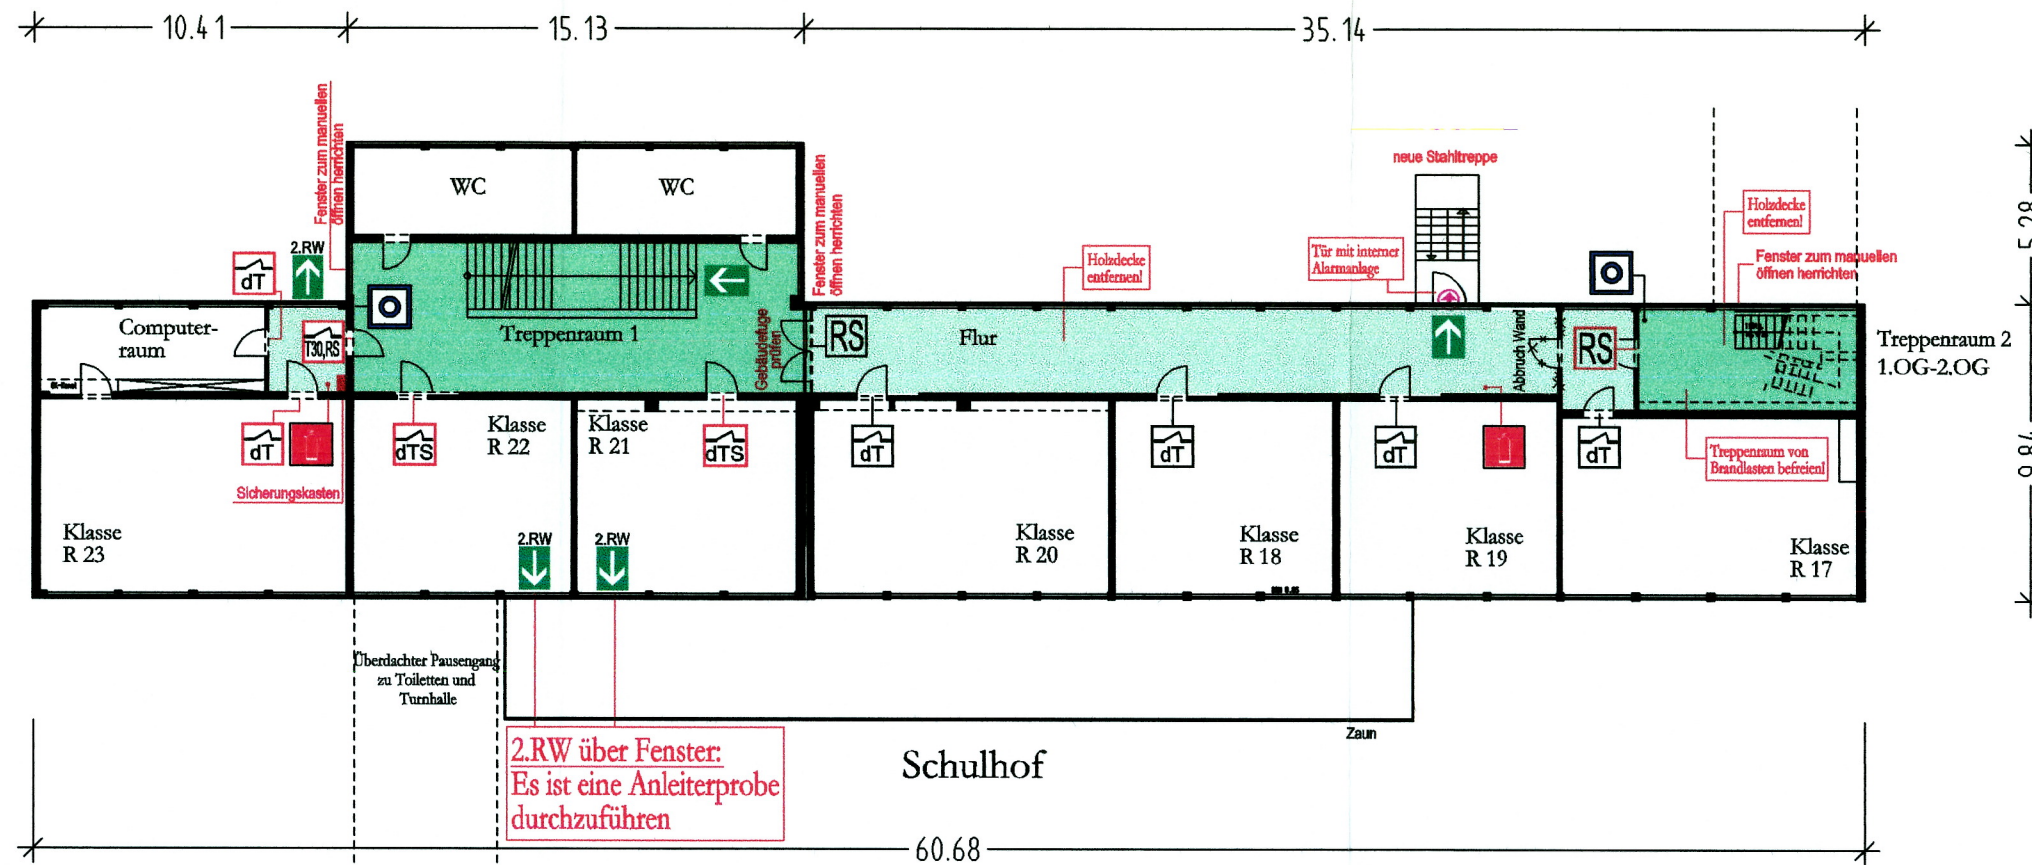 10.41
15.13
35.14
Fenster zum manuellen
öffnen herrichten
WC
WC
Fenster zum manuellen
öffnen herrichten
neue Stahltreppe
Holzdecke
entfernen!
5.28
2.RW
dT
Holzdecke
entfernen!
Tür mit interner
Alarmanlage
Fenster zum manuellen
öffnen herrichten
Computer-
raum
T30,RS
Treppenraum 1
Gebäudefuge
prüfen
RS
Flur
Abbruch Wand
RS
Treppenraum 2
1.OG-2.OG
dT
dTS
Klasse
R 22
Klasse
R 21
dTS
dT
dT
dT
dT
Treppenraum von
Brandlasten befreien!
9.84
Sicherungskasten
Klasse
R 23
2.RW
2.RW
Klasse
R 20
Klasse
R 18
Klasse
R 19
Klasse
R 17
Überdachter Pausengang
zu Toiletten und
Turnhalle
2.RW über Fenster:
Es ist eine Anleiterprobe
durchzuführen
Schulhof
Zaun
60.68